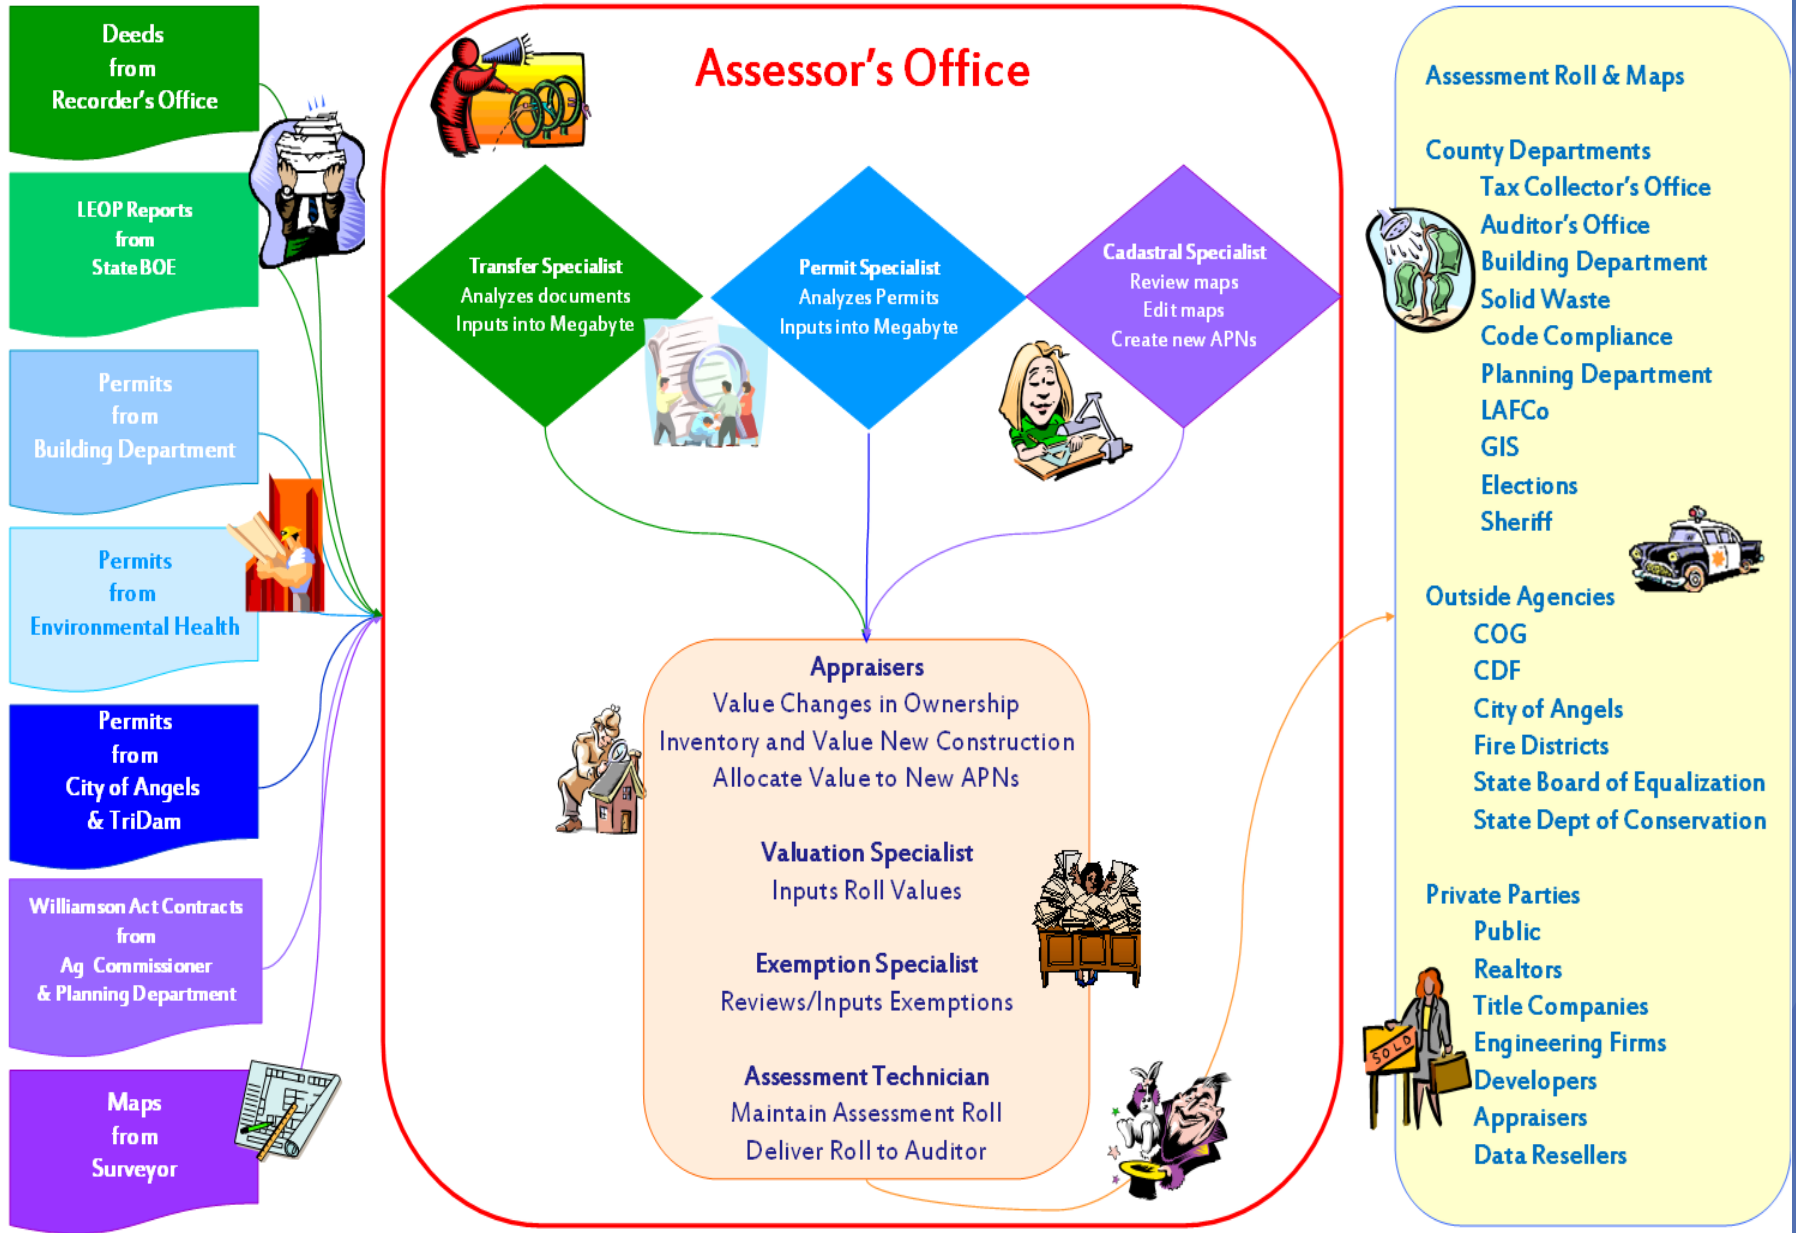 Deeds
from
Recorder's Office
LEOP Reports
from
State BOE
Permits
from
Building Department
Permits
from
Environmental Health
Permits
from
City of Angels
& TriDam
Williamson Act Contracts
from
Ag Commissioner
& Planning Department
Maps
from
Surveyor
Assessor's Office
Transfer Specialist
Analyzes documents
Inputs into Megabyte
Permit Specialist
Analyzes Permits
Inputs into Megabyte
Cadastral Specialist
Review maps
Edit maps
Create new APNs
Appraisers
Value Changes in Ownership
Inventory and Value New Construction
Allocate Value to New APNs
Valuation Specialist
Inputs Roll Values
Exemption Specialist
Reviews/Inputs Exemptions
Assessment Technician
Maintain Assessment Roll
Deliver Roll to Auditor
Assessment Roll & Maps
County Departments
Tax Collector's Office
Auditor's Office
Building Department
Solid Waste
Code Compliance
Planning Department
LAFCo
GIS
Elections
Sheriff
Outside Agencies
COG
CDF
City of Angels
Fire Districts
State Board of Equalization
State Dept of Conservation
Private Parties
Public
Realtors
Title Companies
Engineering Firms
Developers
Appraisers
Data Resellers
SOLD